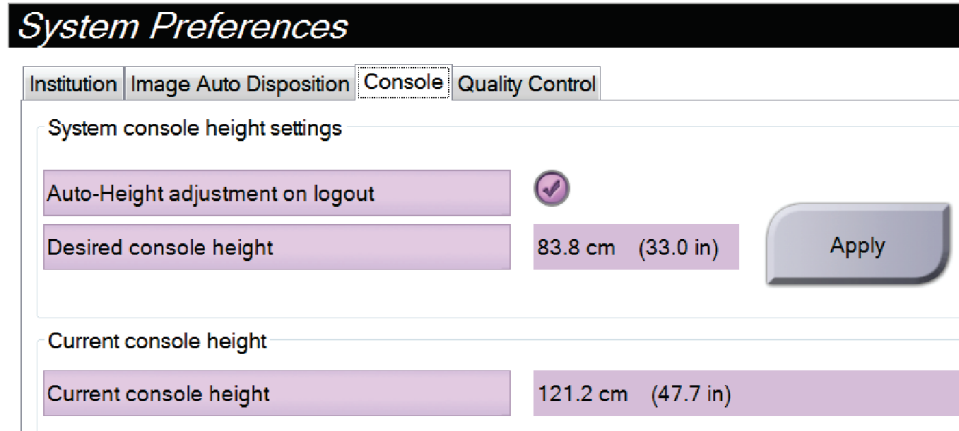 System Preferences
Institution Image Auto Disposition Console Quality Control
System console height settings
Auto-Height adjustment on logout
Desired console height 83.8 cm (33.0 in) Apply
Current console height
Current console height 121.2 cm (47.7 in)